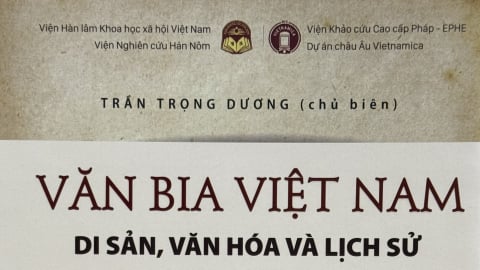 Viện Hàn lâm Khoa học xã hội Việt Nam
Viện Nghiên cứu Hán Nôm
VIETNAMICA
Viện Khảo cứu Cao cấp Pháp - EPHE
Dự án châu Âu Vietnamica
TRẦN TRỌNG DƯƠNG (chủ biên)
VĂN BIA VIỆT NAM
DI SẢN, VĂN HÓA VÀ LỊCH SỬ